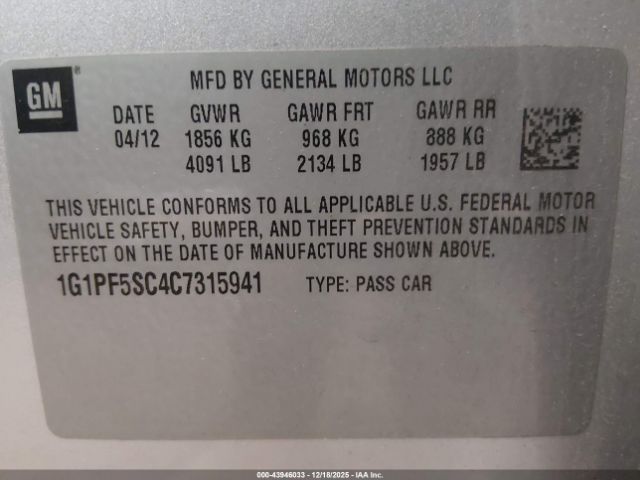 GM
MFD BY GENERAL MOTORS LLC
DATE GVWR GAWR FRT GAWR RR
04/12 1856 KG 968 KG 888 KG
4091 LB 2134 LB 1957 LB
THIS VEHICLE CONFORMS TO ALL APPLICABLE U.S. FEDERAL MOTOR
VEHICLE SAFETY, BUMPER, AND THEFT PREVENTION STANDARDS IN
EFFECT ON THE DATE OF MANUFACTURE SHOWN ABOVE.
1G1PF5SC4C7315941 TYPE: PASS CAR
000-43946033 - 12/18/2025 - IAAI.COM